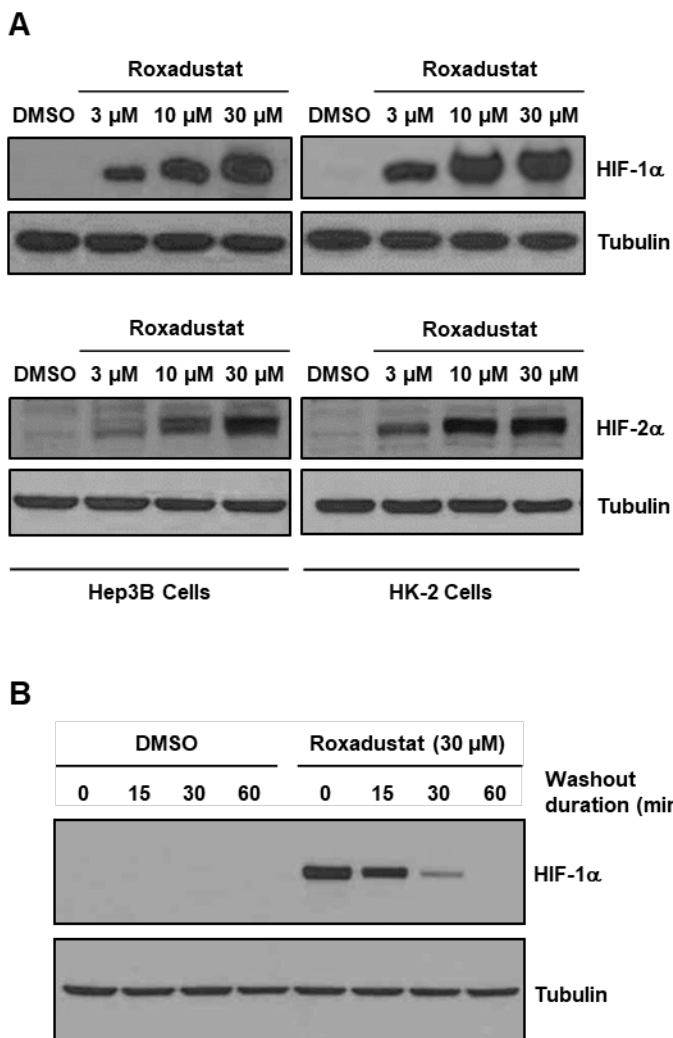 A
Roxadustat Roxadustat
DMSO 3 μM 10 μM 30 μM DMSO 3 μM 10 μM 30 μM
HIF-1α
Tubulin
Roxadustat Roxadustat
DMSO 3 μM 10 μM 30 μM DMSO 3 μM 10 μM 30 μM
HIF-2α
Tubulin
Hep3B Cells HK-2 Cells
B
DMSO Roxadustat (30 μM)
0 15 30 60 0 15 30 60
Washout
duration (min
HIF-1α
Tubulin